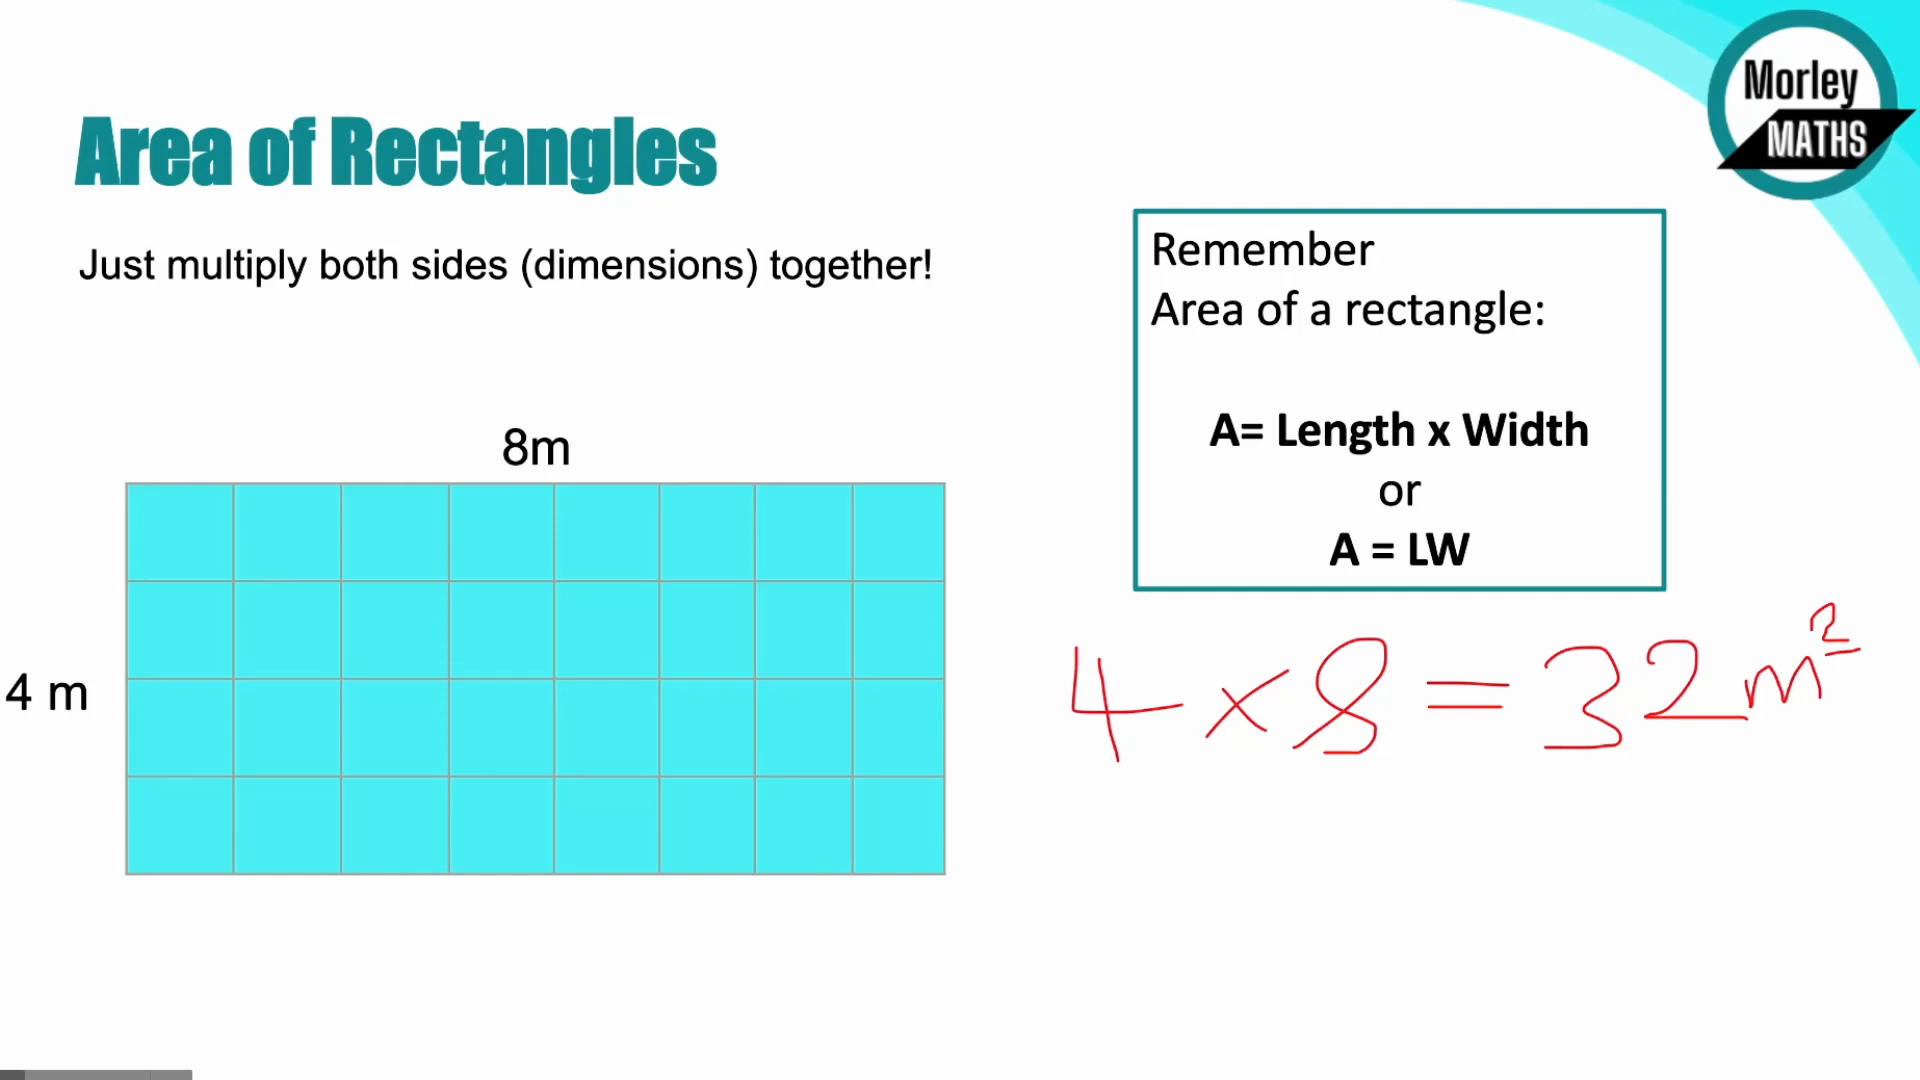 Morley
MATHS
Area of Rectangles
Just multiply both sides (dimensions) together!
Remember
Area of a rectangle:
A= Length x Width
or
A = LW
8m
4 m
4 x 8 = 32m²